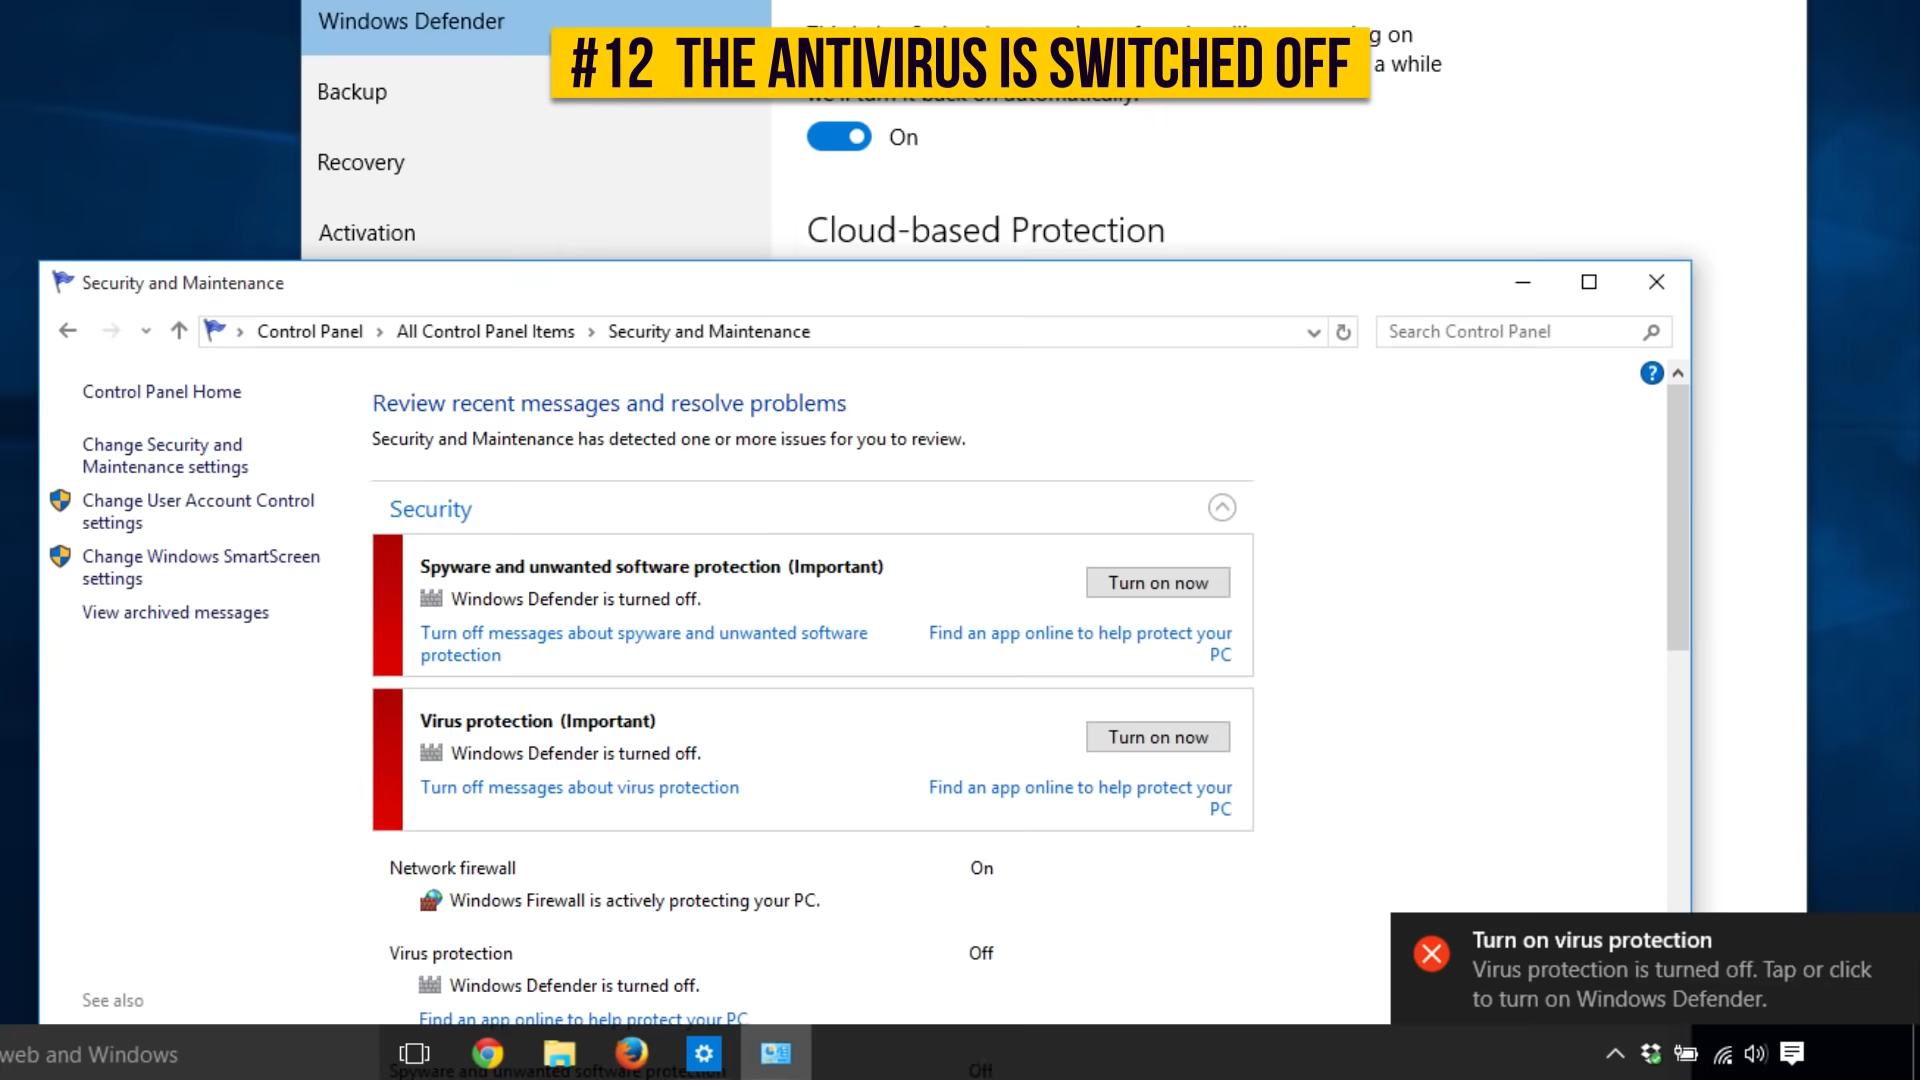 Windows Defender
#12 THE ANTIVIRUS IS SWITCHED OFF
g on
a while
Backup
On
Recovery
Activation
Cloud-based Protection
Security and Maintenance
Control Panel
All Control Panel Items
Security and Maintenance
Search Control Panel
Control Panel Home
Change Security and
Maintenance settings
Change User Account Control
settings
Change Windows SmartScreen
settings
View archived messages
See also
?
Review recent messages and resolve problems
Security and Maintenance has detected one or more issues for you to review.
Security
Spyware and unwanted software protection (Important)
Windows Defender is turned off.
Turn on now
Turn off messages about spyware and unwanted software
protection
Find an app online to help protect your
PC
Virus protection (Important)
Windows Defender is turned off.
Turn on now
Turn off messages about virus protection
Find an app online to help protect your
PC
Network firewall
On
Windows Firewall is actively protecting your PC.
Virus protection
Off
Windows Defender is turned off.
Find an app online to help protect your PC
Spyware and unwanted software protection
Off
Turn on virus protection
Virus protection is turned off. Tap or click
to turn on Windows Defender.
web and Windows